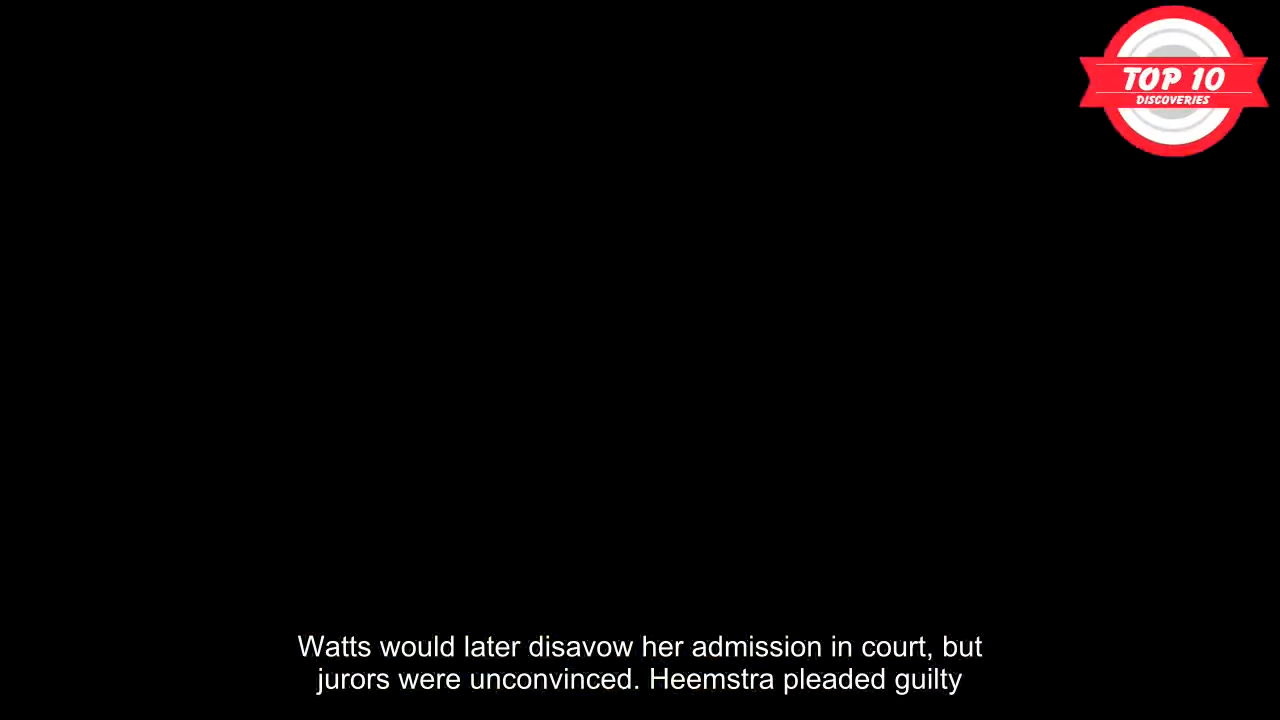 TOP 10
DISCOVERIES
Watts would later disavow her admission in court, but
jurors were unconvinced. Heemstra pleaded guilty